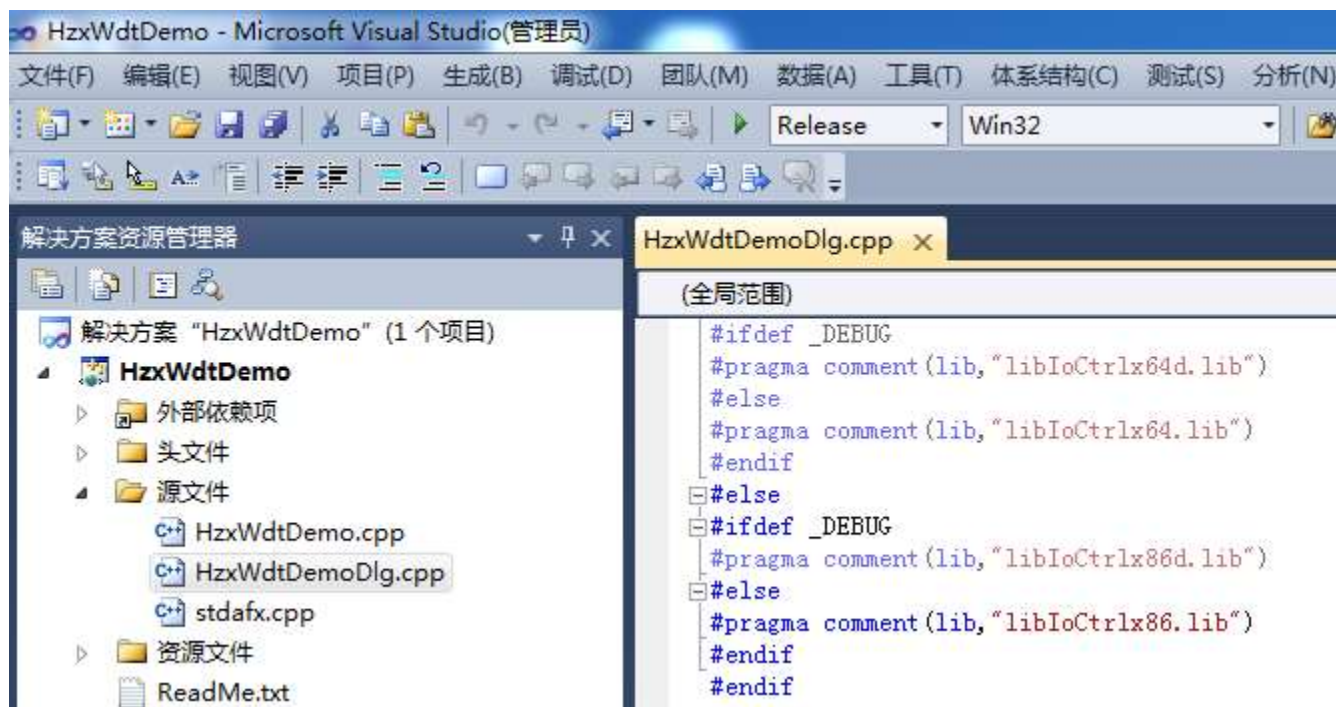 HzxWdtDemo - Microsoft Visual Studio(管理员)
文件(F) 编辑(E) 视图(V) 项目(P) 生成(B) 调试(D) 团队(M) 数据(A) 工具(T) 体系结构(C) 测试(S) 分析(N)
Release Win32
解决方案资源管理器
解决方案 "HzxWdtDemo" (1 个项目)
HzxWdtDemo
外部依赖项
头文件
源文件
HzxWdtDemo.cpp
HzxWdtDemoDlg.cpp
stdafx.cpp
资源文件
ReadMe.txt
HzxWdtDemoDlg.cpp
(全局范围)
#ifdef _DEBUG
#pragma comment(lib,"libIoCtrlx64d.lib")
#else
#pragma comment(lib,"libIoCtrlx64.lib")
#endif
#else
#ifdef _DEBUG
#pragma comment(lib,"libIoCtrlx86d.lib")
#else
#pragma comment(lib,"libIoCtrlx86.lib")
#endif
#endif